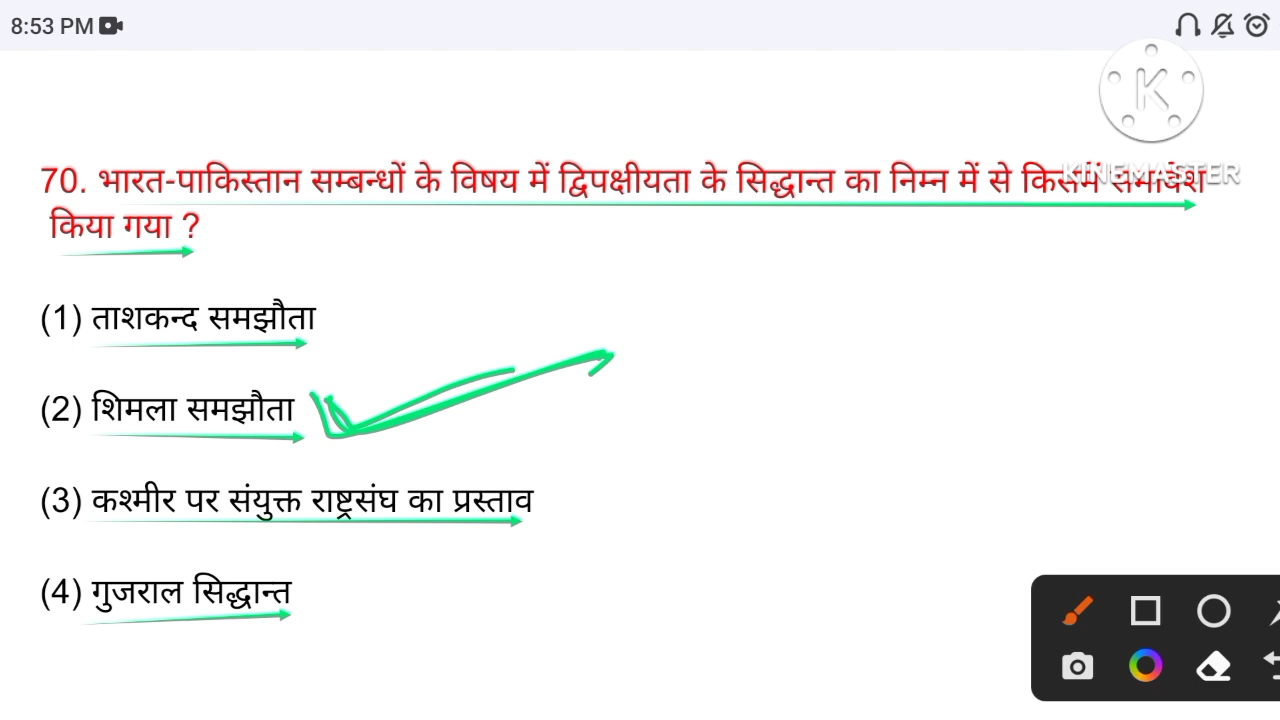 8:53 PM
K
KINEMASTER
70. भारत-पाकिस्तान सम्बन्धों के विषय में द्विपक्षीयता के सिद्धान्त का निम्न में से किसमें समावेश
किया गया ?
(1) ताशकन्द समझौता
(2) शिमला समझौता
(3) कश्मीर पर संयुक्त राष्ट्रसंघ का प्रस्ताव
(4) गुजराल सिद्धान्त